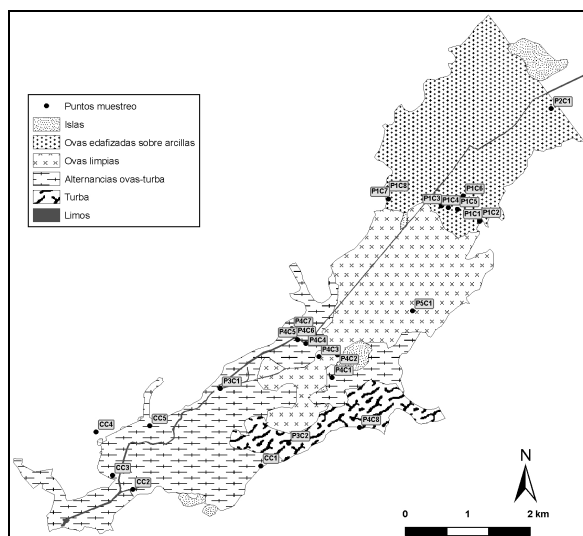 Puntos muestreo
Islas
Ovas edafizadas sobre arcillas
Ovas limpias
Alternancias ovas-turba
Turba
Limos
P2C1
P1C7
P1C8
P1C6
P1C3
P1C4
P1C5
P1C1
P1C2
P5C1
P4C7
P4C5
P4C6
P4C4
P4C3
P4C2
P4C1
P3C1
P4C8
P3C2
CC4
CC5
CC1
CC3
CC2
N
0 1 2 km